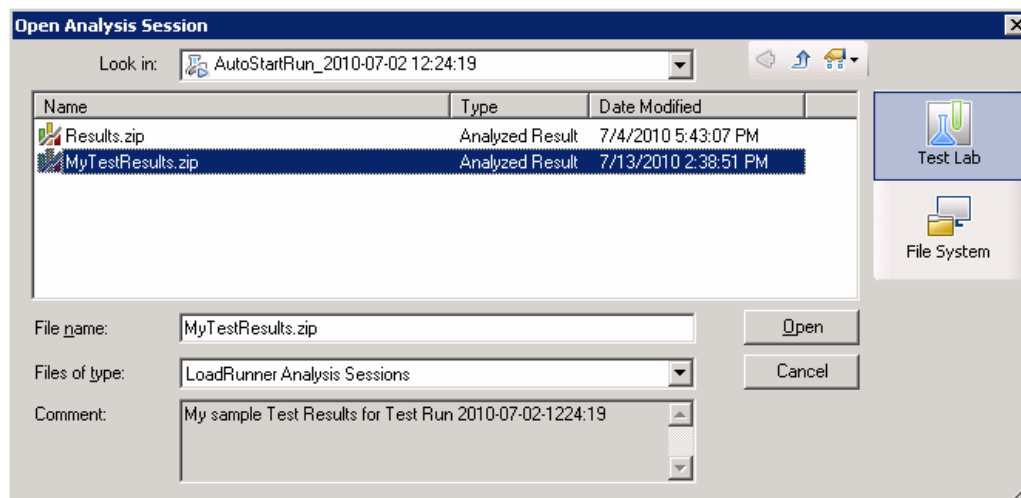 Open Analysis Session
Look in: AutoStartRun_2010-07-02 12:24:19
Name Type Date Modified
Results.zip Analyzed Result 7/4/2010 5:43:07 PM
MyTestResults.zip Analyzed Result 7/13/2010 2:38:51 PM
Test Lab
File System
File name: MyTestResults.zip Open
Files of type: LoadRunner Analysis Sessions Cancel
Comment: My sample Test Results for Test Run 2010-07-02-1224:19